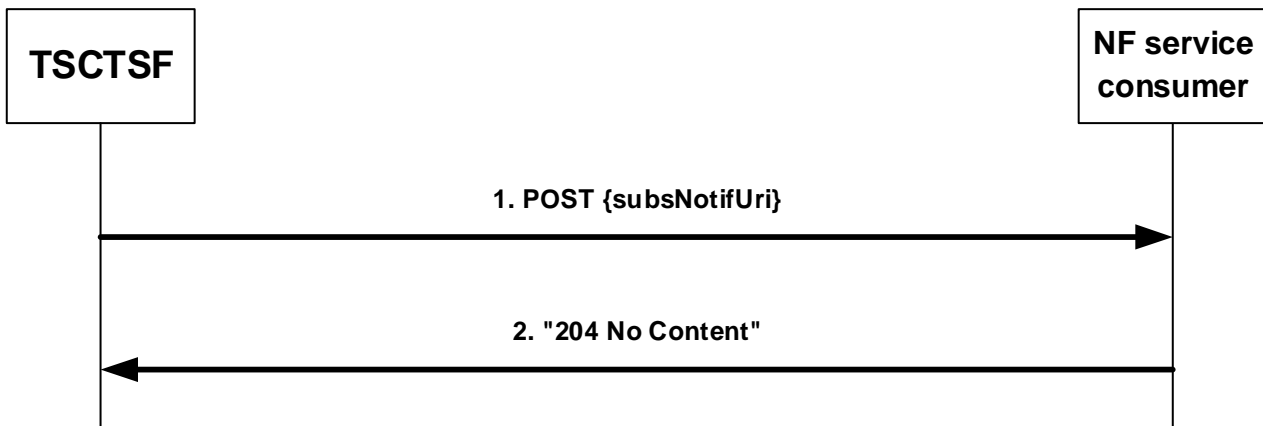 TSCTSF
NF service
consumer
1. POST {subsNotifUri}
2. "204 No Content"